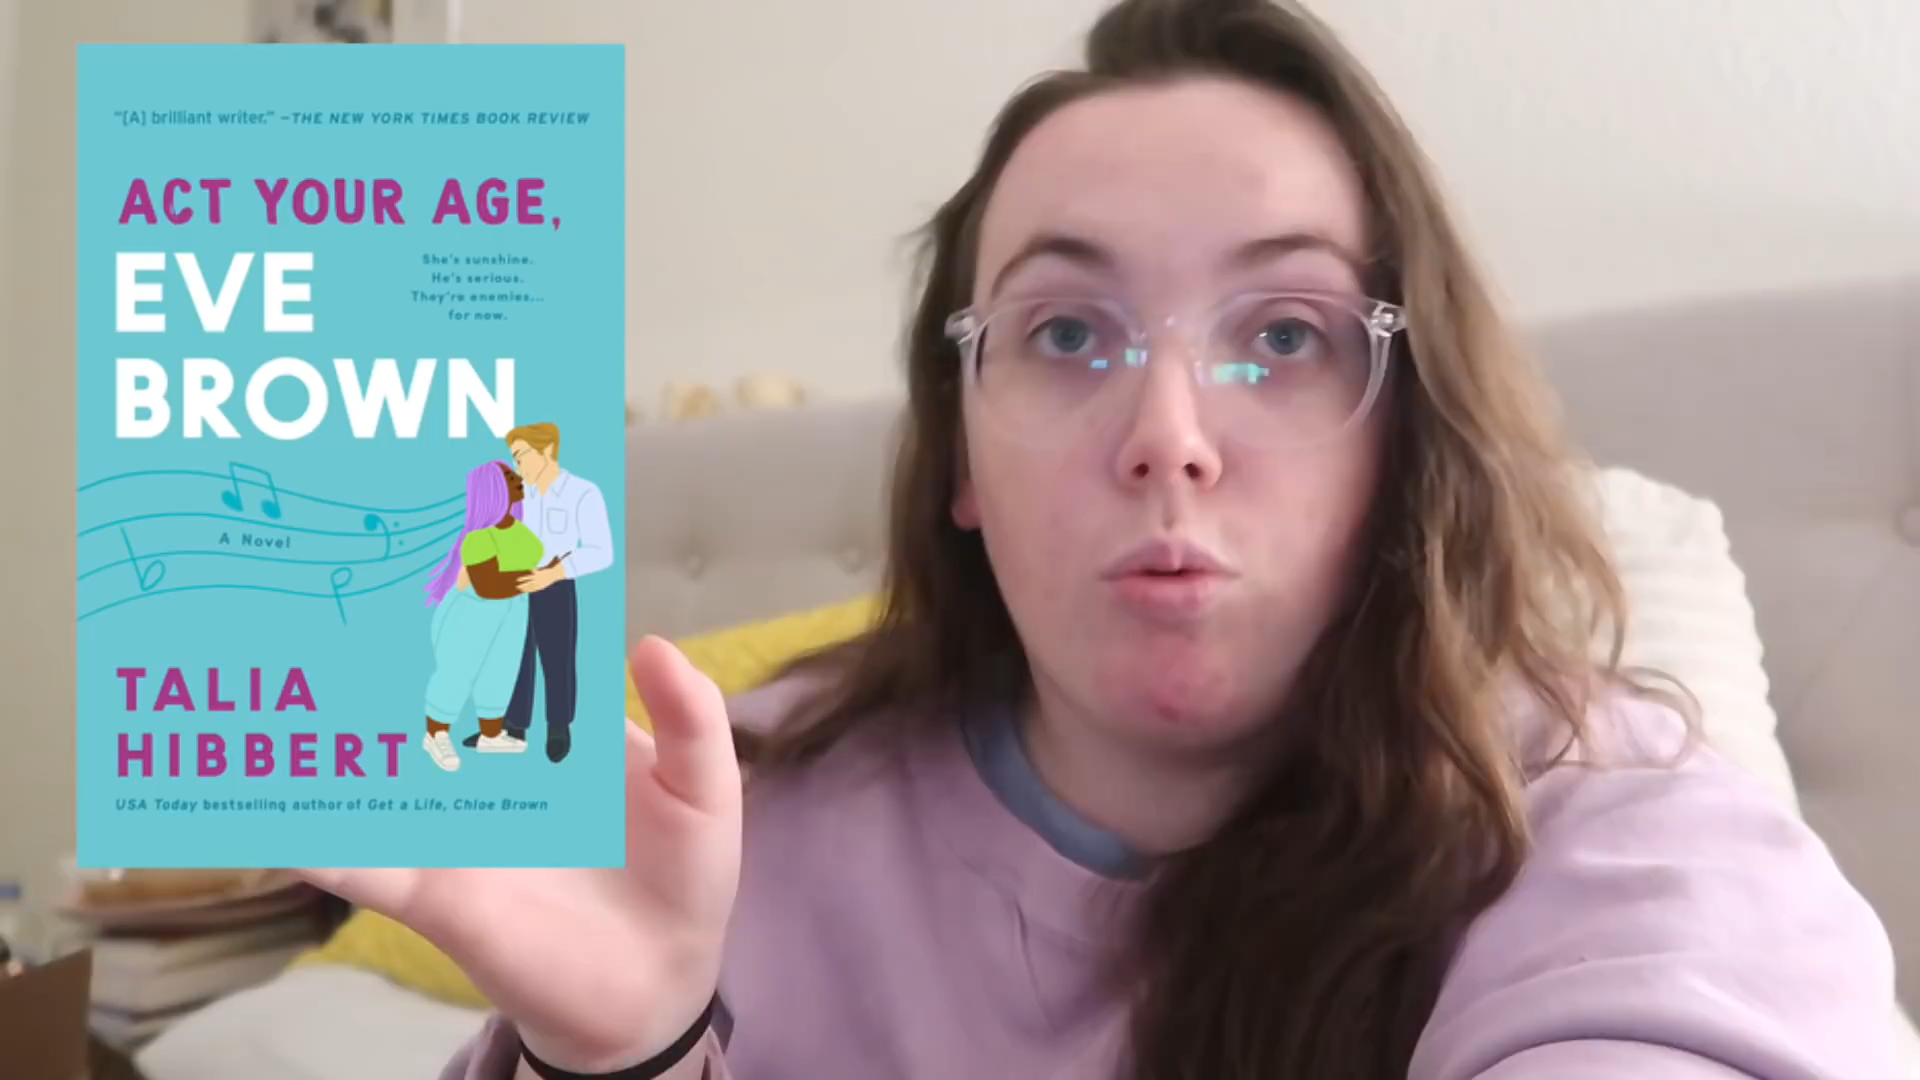 "[A] brilliant writer." –THE NEW YORK TIMES BOOK REVIEW
ACT YOUR AGE,
EVE
BROWN
She's sunshine.
He's serious.
They're enemies...
for now.
A Novel
TALIA
HIBBERT
USA Today bestselling author of Get a Life, Chloe Brown